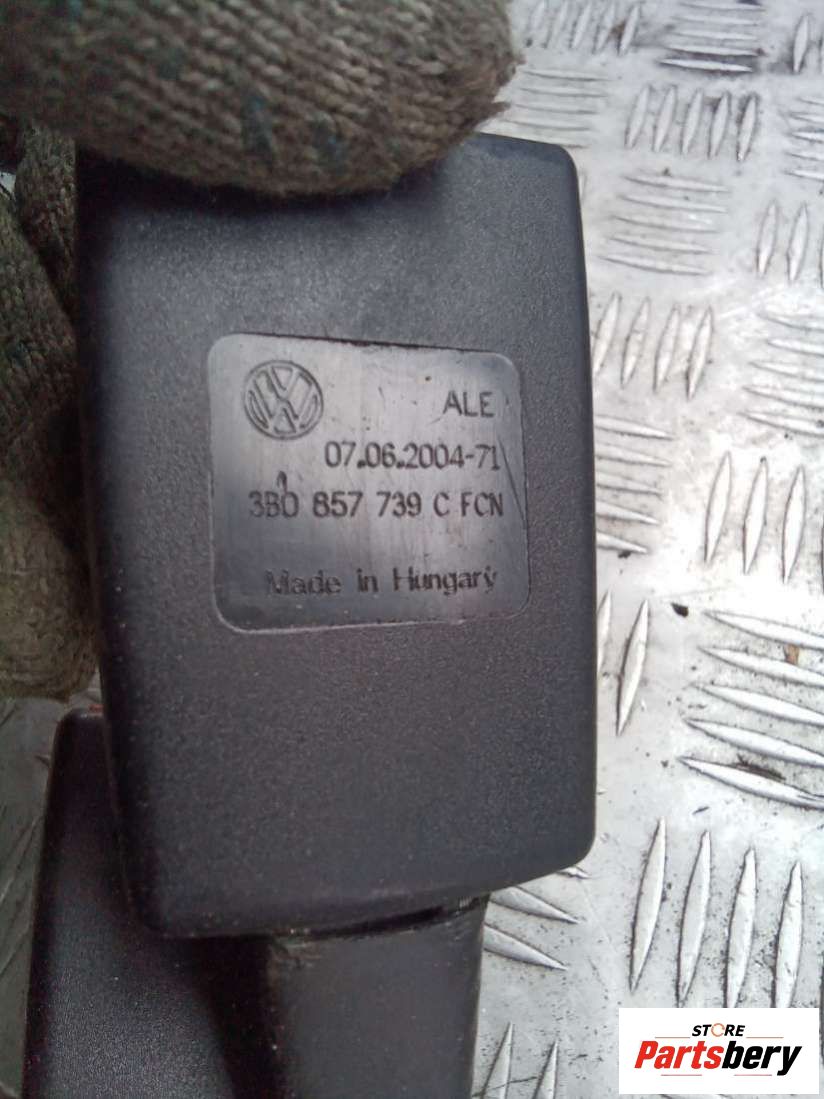 ALE
07.06.2004-71
3B0 857 739 C FCN
Made in Hungary
STORE
Partsbery